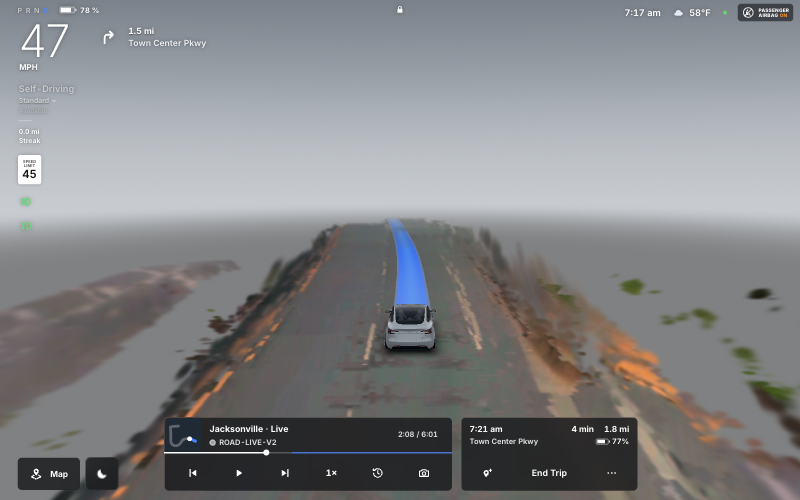 P R N
78 %
7:17 am
58°F
PASSENGER
AIRBAG ON
47
MPH
1.5 mi
Town Center Pkwy
Self-Driving
Standard
0.0 mi
Streak
SPEED
LIMIT
45
Jacksonville · Live
ROAD-LIVE-V2
2:08 / 6:01
1×
7:21 am
4 min
1.8 mi
Town Center Pkwy
77%
End Trip
Map